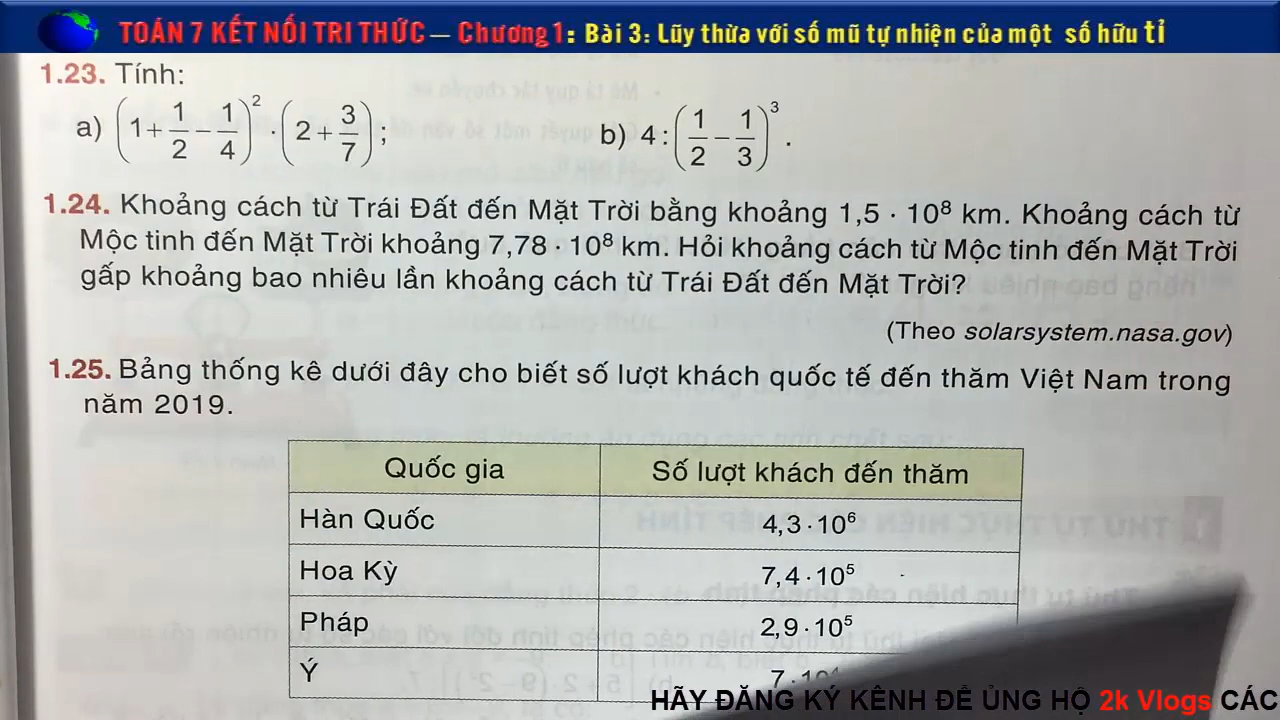 TOÁN 7 KẾT NỐI TRI THỨC – Chương 1: Bài 3: Lũy thừa với số mũ tự nhiện của một số hữu tỉ
1.23. Tính:
a) (1 + 1/2 − 1/4)² · (2 + 3/7); b) 4 : (1/2 − 1/3)³.
1.24. Khoảng cách từ Trái Đất đến Mặt Trời bằng khoảng 1,5 · 10⁸ km. Khoảng cách từ
Mộc tinh đến Mặt Trời khoảng 7,78 · 10⁸ km. Hỏi khoảng cách từ Mộc tinh đến Mặt Trời
gấp khoảng bao nhiêu lần khoảng cách từ Trái Đất đến Mặt Trời?
(Theo solarsystem.nasa.gov)
1.25. Bảng thống kê dưới đây cho biết số lượt khách quốc tế đến thăm Việt Nam trong
năm 2019.
Quốc gia Số lượt khách đến thăm
Hàn Quốc 4,3 · 10⁶
Hoa Kỳ 7,4 · 10⁵
Pháp 2,9 · 10⁵
Ý 7 ·
HÃY ĐĂNG KÝ KÊNH ĐỂ ỦNG HỘ 2k Vlogs CÁC